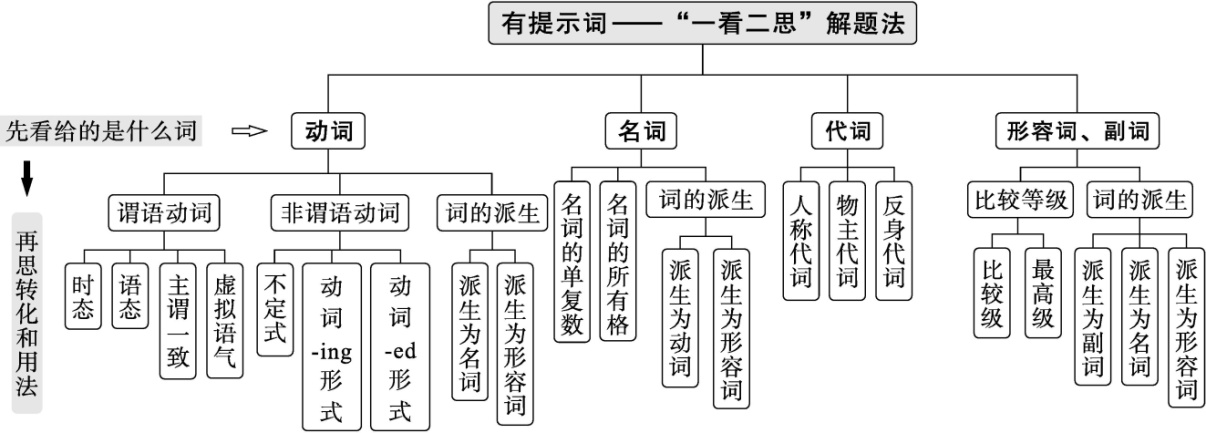 有提示词——“一看二思”解题法
先看给的是什么词
再思转化和用法
动词
谓语动词
时态
语态
主谓一致
虚拟语气
非谓语动词
不定式
动词-ing形式
动词-ed形式
词的派生
派生为名词
派生为形容词
名词
名词的单复数
名词的所有格
词的派生
派生为动词
派生为形容词
代词
人称代词
物主代词
反身代词
形容词、副词
比较等级
比较级
最高级
词的派生
派生为副词
派生为名词
派生为形容词